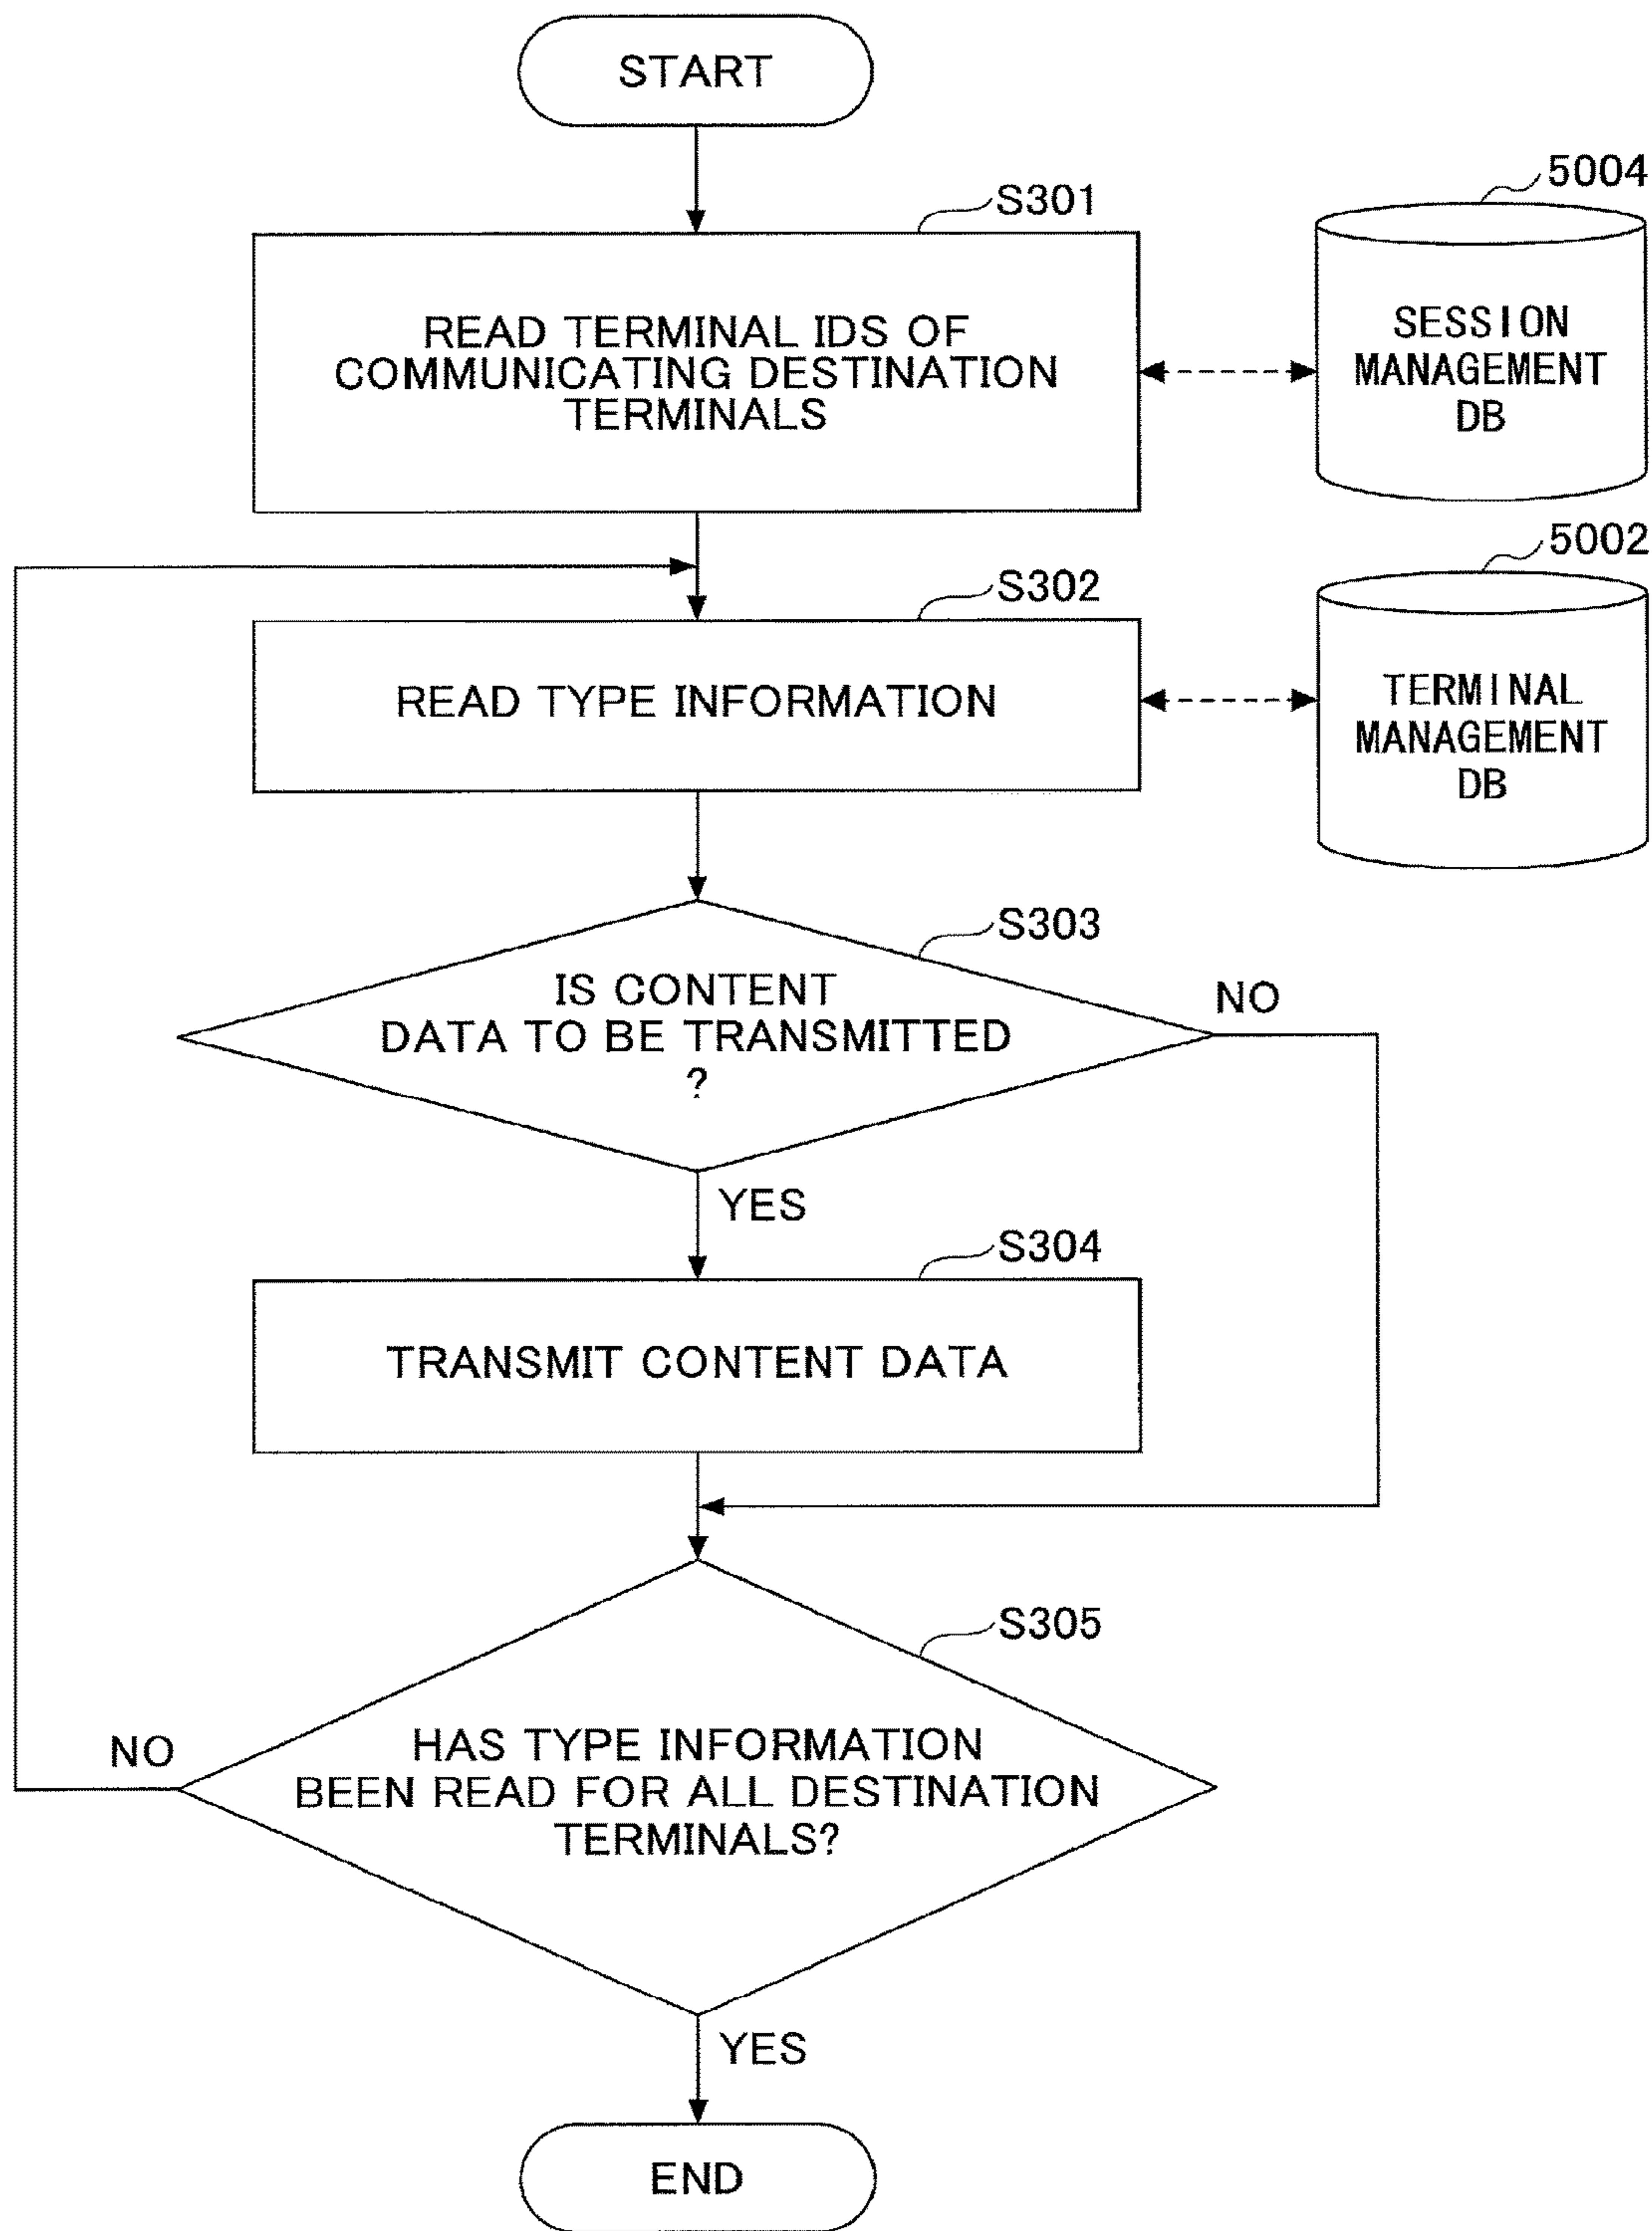 START
S301
5004
READ TERMINAL IDS OF
COMMUNICATING DESTINATION
TERMINALS
SESSION
MANAGEMENT
DB
S302
5002
READ TYPE INFORMATION
TERMINAL
MANAGEMENT
DB
S303
IS CONTENT
DATA TO BE TRANSMITTED
?
NO
YES
S304
TRANSMIT CONTENT DATA
S305
NO
HAS TYPE INFORMATION
BEEN READ FOR ALL DESTINATION
TERMINALS?
YES
END